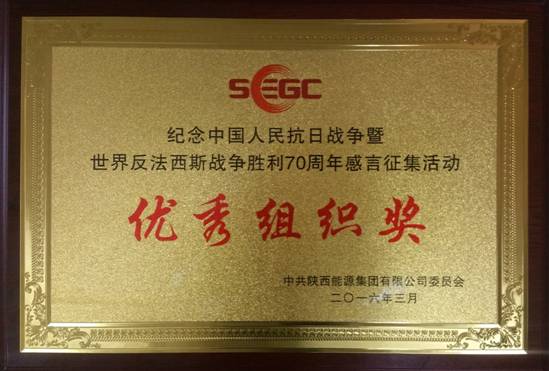 SEGC
纪念中国人民抗日战争暨
世界反法西斯战争胜利70周年感言征集活动
优秀组织奖
中共陕西能源集团有限公司委员会
二〇一六年三月